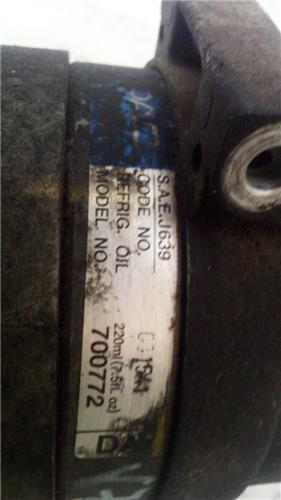 S.A.E.J639
CODE NO.
REFRIG. OIL 220ml (7.5fl. oz)
MODEL NO. 700772 D